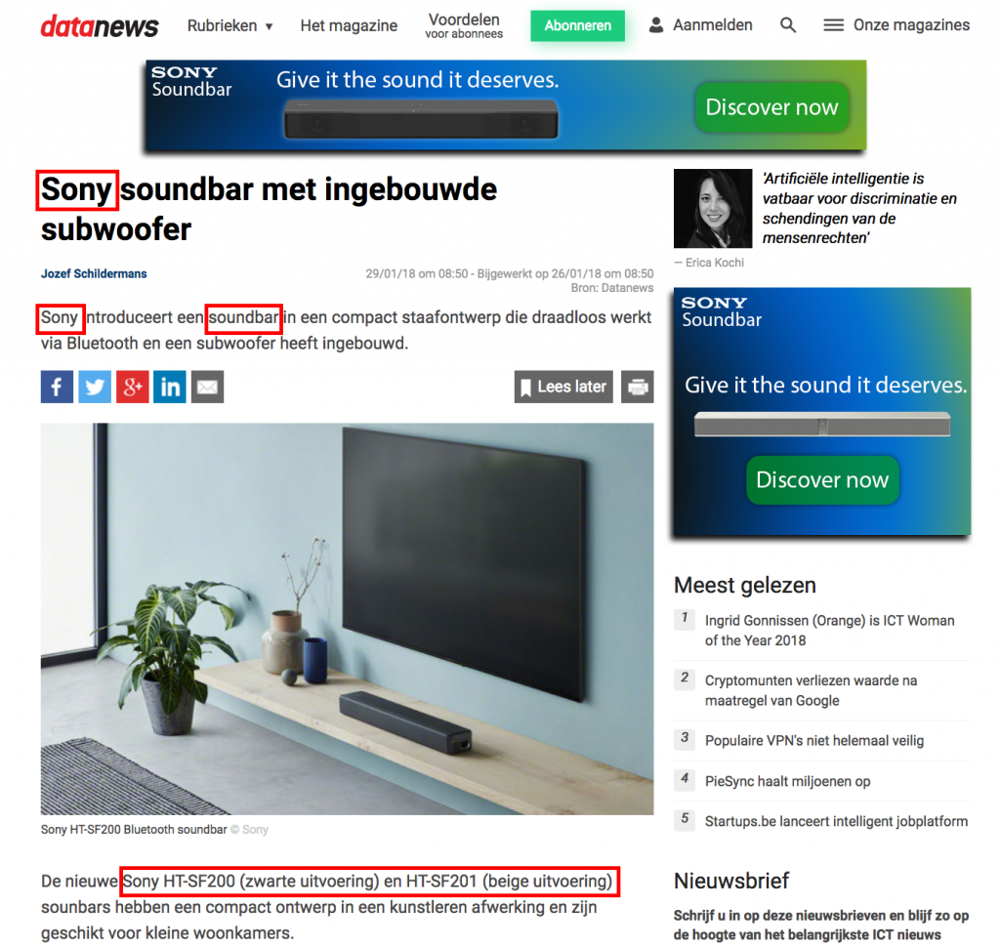 datanews
Rubrieken ▼
Het magazine
Voordelen
voor abonnees
Abonneren
Aanmelden
Onze magazines
SONY
Soundbar
Give it the sound it deserves.
Discover now
Sony soundbar met ingebouwde
subwoofer
Jozef Schildermans
29/01/18 om 08:50 - Bijgewerkt op 26/01/18 om 08:50
Bron: Datanews
Sony introduceert een soundbar in een compact staafontwerp die draadloos werkt
via Bluetooth en een subwoofer heeft ingebouwd.
f
g+
in
Lees later
Sony HT-SF200 Bluetooth soundbar © Sony
De nieuwe Sony HT-SF200 (zwarte uitvoering) en HT-SF201 (beige uitvoering)
sounbars hebben een compact ontwerp in een kunstleren afwerking en zijn
geschikt voor kleine woonkamers.
'Artificiële intelligentie is
vatbaar voor discriminatie en
schendingen van de
mensenrechten'
— Erica Kochi
SONY
Soundbar
Give it the sound it deserves.
Discover now
Meest gelezen
1 Ingrid Gonnissen (Orange) is ICT Woman
of the Year 2018
2 Cryptomunten verliezen waarde na
maatregel van Google
3 Populaire VPN's niet helemaal veilig
4 PieSync haalt miljoenen op
5 Startups.be lanceert intelligent jobplatform
Nieuwsbrief
Schrijf u in op deze nieuwsbrieven en blijf zo op
de hoogte van het belangrijkste ICT nieuws